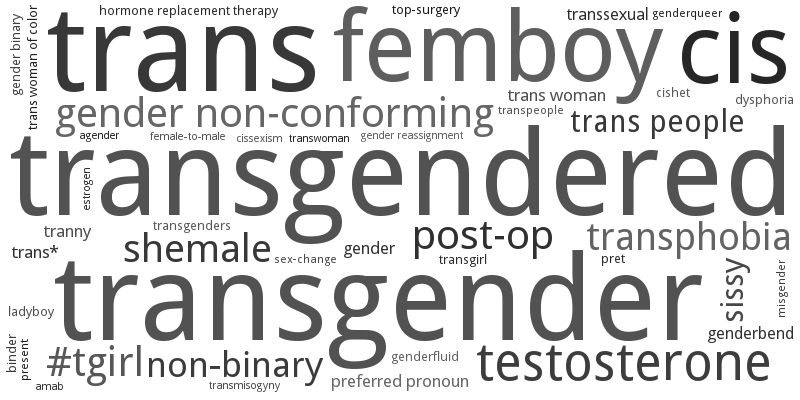 hormone replacement therapy
top-surgery
transsexual
genderqueer
gender binary
trans woman of color
trans
femboy
cis
trans woman
cishet
dysphoria
gender non-conforming
transpeople
trans people
agender
female-to-male
cissexism
transwoman
gender reassignment
transgendered
estrogen
tranny
transgenders
trans*
shemale
sex-change
gender
post-op
transgirl
transphobia
pret
transgender
sissy
misgender
ladyboy
genderbend
binder
present
#tgirl
non-binary
genderfluid
testosterone
amab
transmisogyny
preferred pronoun